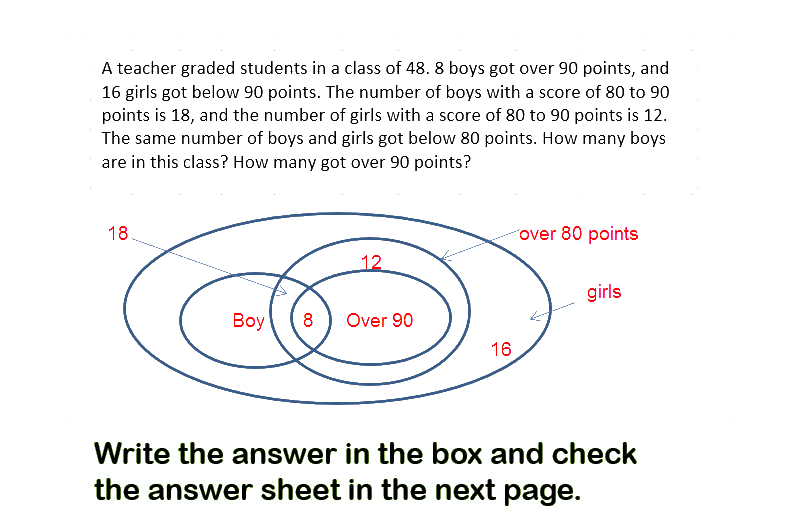 A teacher graded students in a class of 48. 8 boys got over 90 points, and
16 girls got below 90 points. The number of boys with a score of 80 to 90
points is 18, and the number of girls with a score of 80 to 90 points is 12.
The same number of boys and girls got below 80 points. How many boys
are in this class? How many got over 90 points?
18
over 80 points
12
girls
Boy
8
Over 90
16
Write the answer in the box and check
the answer sheet in the next page.